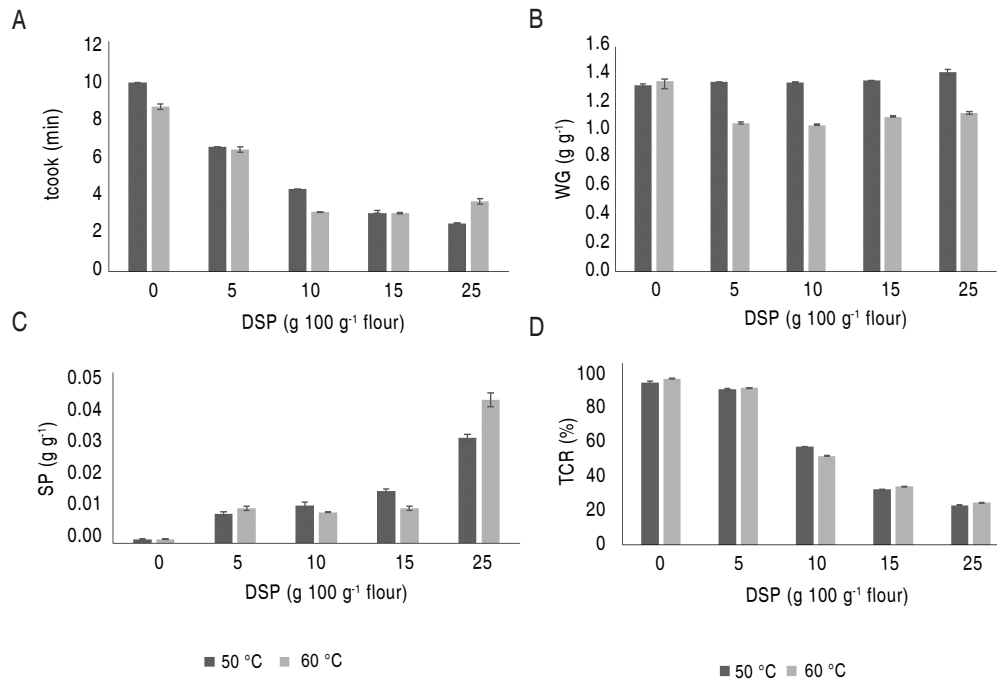 A
tcook (min)
12
10
8
6
4
2
0
0 5 10 15 25
DSP (g 100 g⁻¹ flour)
B
WG (g g⁻¹)
1.6
1.4
1.2
1.0
0.8
0.6
0.4
0.2
0.0
0 5 10 15 25
DSP (g 100 g⁻¹ flour)
C
SP (g g⁻¹)
0.05
0.04
0.03
0.01
0.01
0.00
0 5 10 15 25
DSP (g 100 g⁻¹ flour)
50 °C 60 °C
D
TCR (%)
100
80
60
40
20
0
0 5 10 15 25
DSP (g 100 g⁻¹ flour)
50 °C 60 °C